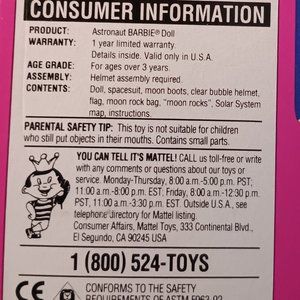 CONSUMER INFORMATION
PRODUCT: Astronaut BARBIE® Doll
WARRANTY: 1 year limited warranty.
Details inside. Valid only in U.S.A.
AGE GRADE: For ages over 3 years.
ASSEMBLY: Helmet assembly required.
CONTENTS: Doll, spacesuit, moon boots, clear bubble helmet,
flag, moon rock bag, "moon rocks", Solar System
map, instructions.
PARENTAL SAFETY TIP: This toy is not suitable for children
who still put objects in their mouths. Contains small parts.
YOU CAN TELL IT'S MATTEL! CALL us toll-free or write
with any comments or questions about our toys or
service. Monday-Thursday, 8:00 a.m.-5:00 p.m. PST;
11:00 a.m.-8:00 p.m. EST: Friday, 8:00 a.m.-12:30 p.m.
PST, 11:00 a.m.-3:30 p.m. EST. Outside U.S.A., see
telephone directory for Mattel listing.
Consumer Affairs, Mattel Toys, 333 Continental Blvd.,
El Segundo, CA 90245 USA
1 (800) 524-TOYS
CE CONFORMS TO THE SAFETY
REQUIREMENTS OF ASTM F963-92